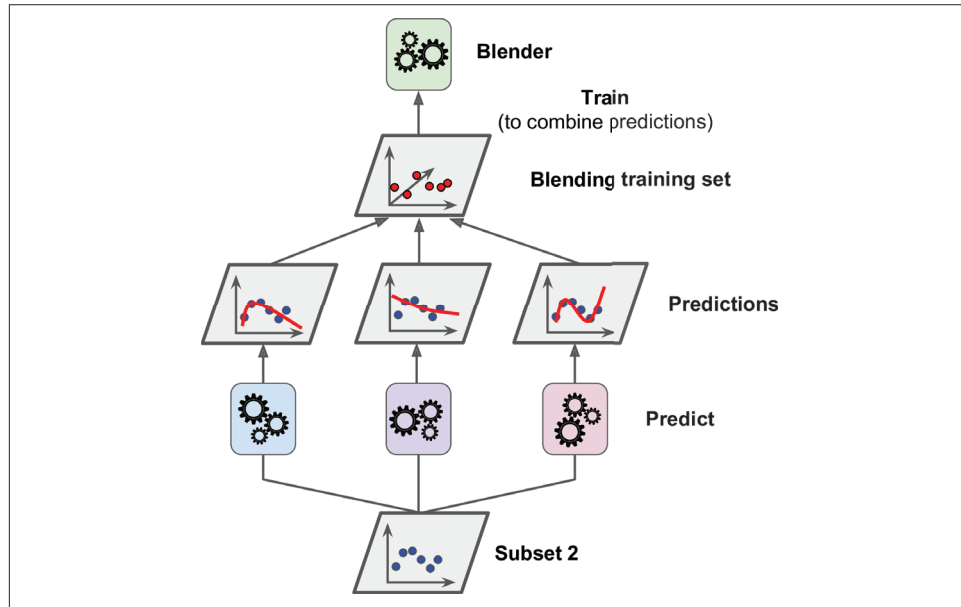 Blender
Train
(to combine predictions)
Blending training set
Predictions
Predict
Subset 2